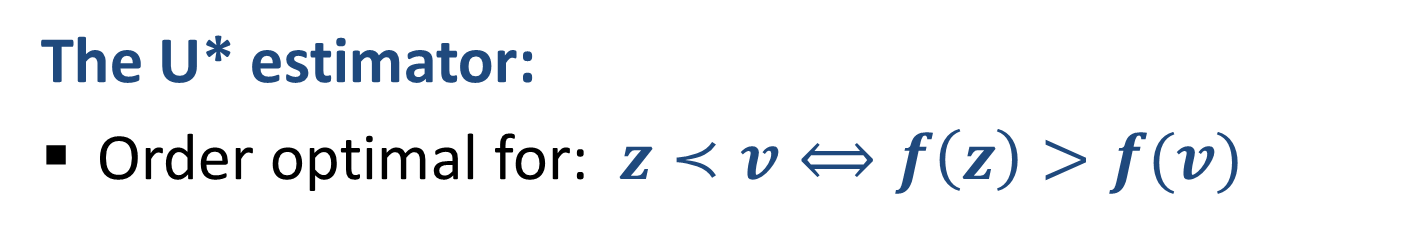 The U* estimator:
▪ Order optimal for: z ≺ v ⟺ f(z) > f(v)